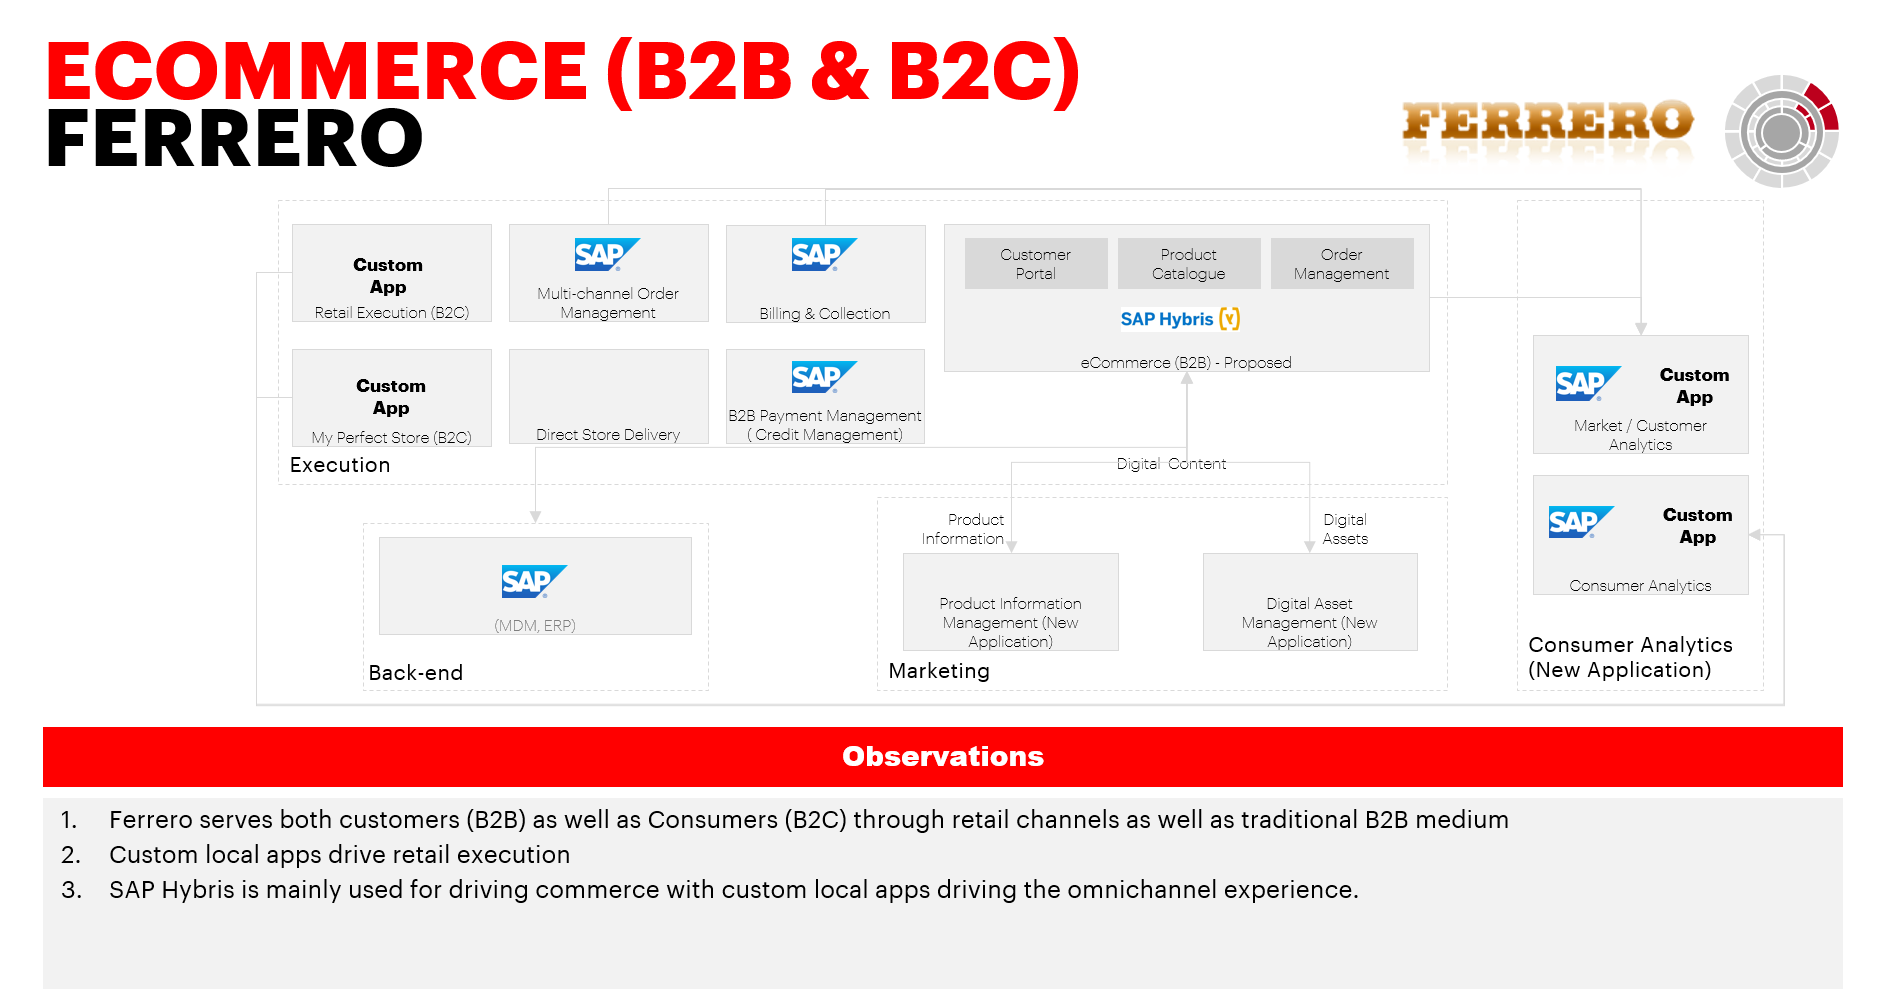 ECOMMERCE (B2B & B2C)
FERRERO
FERRERO
Custom
App
Retail Execution (B2C)
SAP
Multi-channel Order
Management
SAP
Billing & Collection
Customer
Portal
Product
Catalogue
Order
Management
SAP Hybris
eCommerce (B2B) - Proposed
Custom
App
My Perfect Store (B2C)
Direct Store Delivery
SAP
B2B Payment Management
( Credit Management)
Execution
Digital Content
SAP
Custom
App
Market / Customer
Analytics
SAP
Custom
App
Consumer Analytics
Consumer Analytics
(New Application)
SAP
(MDM, ERP)
Back-end
Product
Information
Digital
Assets
Product Information
Management (New
Application)
Digital Asset
Management (New
Application)
Marketing
Observations
1. Ferrero serves both customers (B2B) as well as Consumers (B2C) through retail channels as well as traditional B2B medium
2. Custom local apps drive retail execution
3. SAP Hybris is mainly used for driving commerce with custom local apps driving the omnichannel experience.